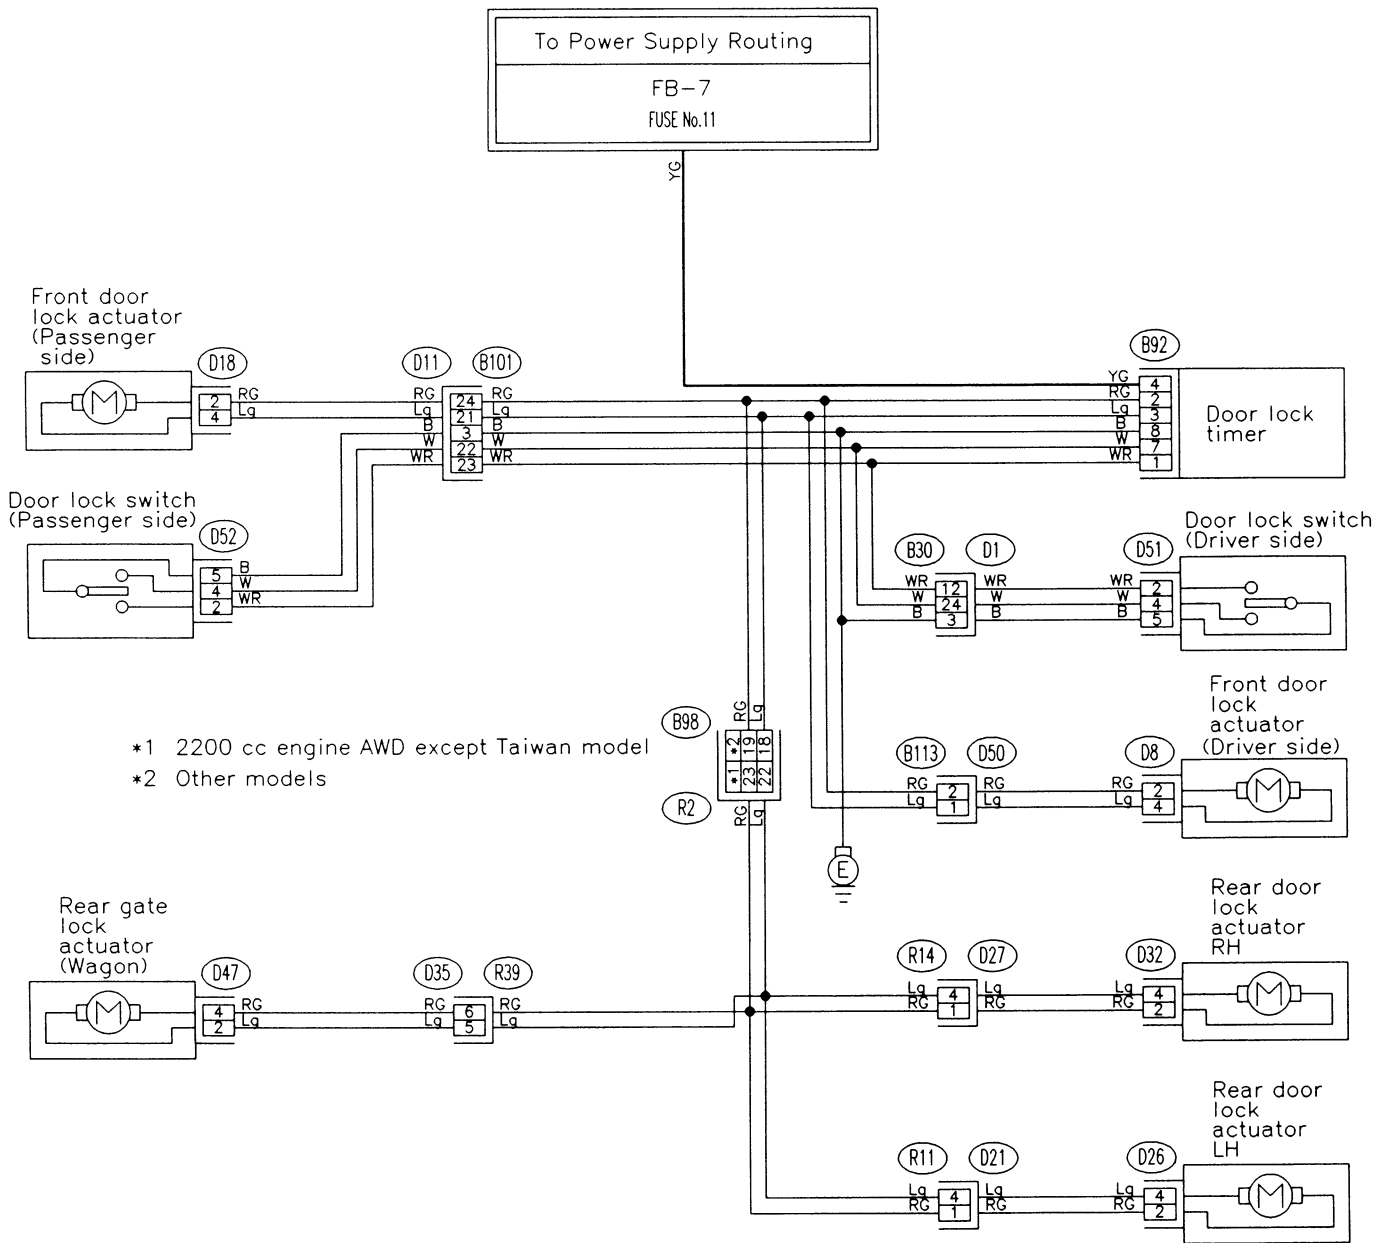 To Power Supply Routing
FB-7
FUSE No.11
YG
Front door
lock actuator
(Passenger
side)
D18
D11
B101
B92
2 RG RG 24 RG
4 Lg Lg 21 Lg
B 3 B
W 22 W
WR 23 WR
YG 4
RG 2
Lg 3
B 8
W 7
WR 1
Door lock
timer
M
Door lock switch
(Passenger side)
D52
5 B
4 W
2 WR
Door lock switch
(Driver side)
B30
D1
D51
WR 12 WR WR 2
W 24 W W 4
B 3 B B 5
*1 2200 cc engine AWD except Taiwan model
*2 Other models
B98
RG Lg
*2 19 18
*1 23 22
R2
RG Lg
Front door
lock
actuator
(Driver side)
B113
D50
D8
RG 2 RG RG 2
Lg 1 Lg Lg 4
M
E
Rear gate
lock
actuator
(Wagon)
D47
D35
R39
4 RG RG 6 RG
2 Lg Lg 5 Lg
M
Rear door
lock
actuator
RH
R14
D27
D32
Lg 4 Lg Lg 4
RG 1 RG RG 2
M
Rear door
lock
actuator
LH
R11
D21
D26
Lg 4 Lg Lg 4
RG 1 RG RG 2
M